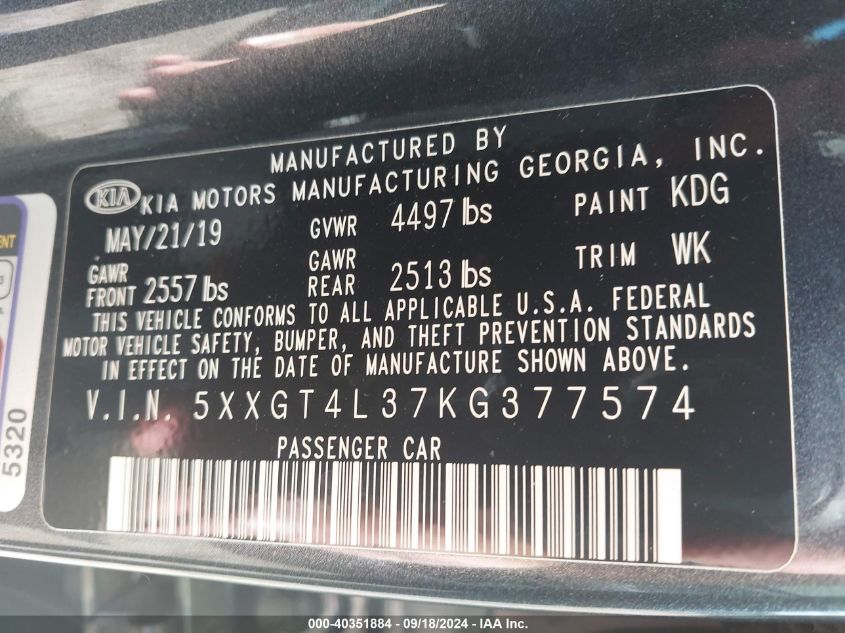 MANUFACTURED BY
KIA KIA MOTORS MANUFACTURING GEORGIA, INC.
MAY/21/19 GVWR 4497 lbs PAINT KDG
GAWR FRONT 2557 lbs GAWR REAR 2513 lbs TRIM WK
THIS VEHICLE CONFORMS TO ALL APPLICABLE U.S.A. FEDERAL
MOTOR VEHICLE SAFETY, BUMPER, AND THEFT PREVENTION STANDARDS
IN EFFECT ON THE DATE OF MANUFACTURE SHOWN ABOVE.
V.I.N. 5XXGT4L37KG377574
PASSENGER CAR
5320
000-40351884 - 09/18/2024 - IAA Inc.